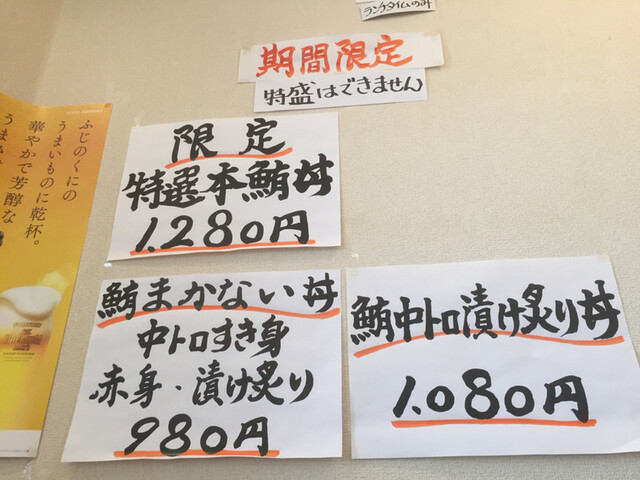 ランチタイムのみ
期間限定
特盛はできません
限定
特選本鮪丼
1.280円
鮪まかない丼
中トロすき身
赤身・漬け炙り
980円
鮪中トロ漬け炙り丼
1.080円
ふじのくにの
うまいものに乾杯。
華やかで芳醇な